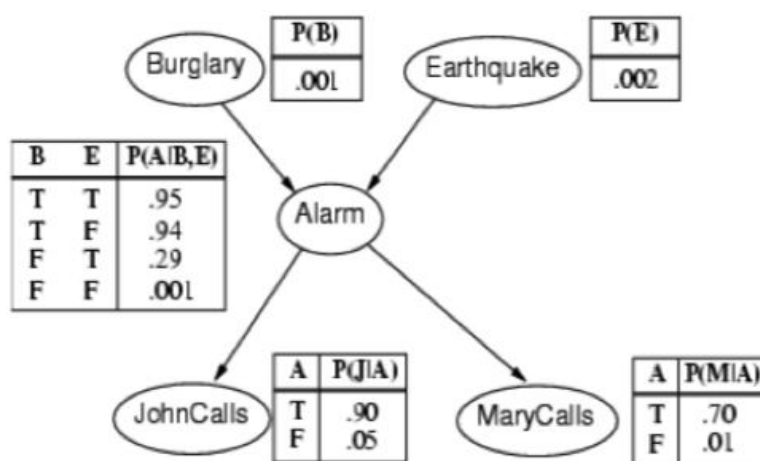 Burglary
P(B)
.001
Earthquake
P(E)
.002
B E P(A|B,E)
T T .95
T F .94
F T .29
F F .001
Alarm
JohnCalls
A P(J|A)
T .90
F .05
MaryCalls
A P(M|A)
T .70
F .01